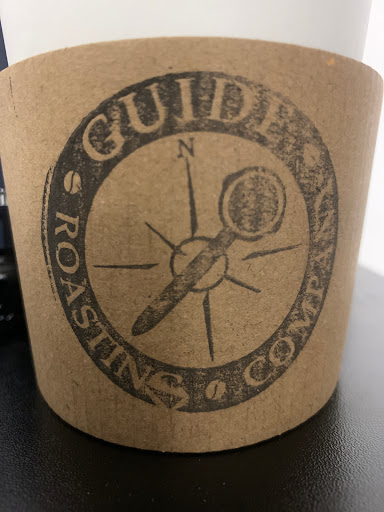 GUIDE
N
ROASTING
COMPANY